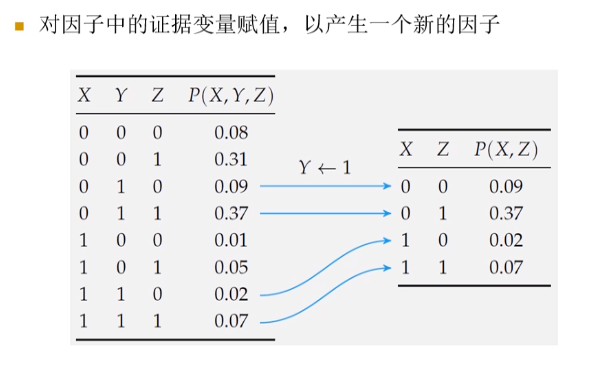 对因子中的证据变量赋值，以产生一个新的因子
X Y Z P(X,Y,Z)
0 0 0 0.08
0 0 1 0.31
0 1 0 0.09
0 1 1 0.37
1 0 0 0.01
1 0 1 0.05
1 1 0 0.02
1 1 1 0.07
Y ← 1
X Z P(X,Z)
0 0 0.09
0 1 0.37
1 0 0.02
1 1 0.07